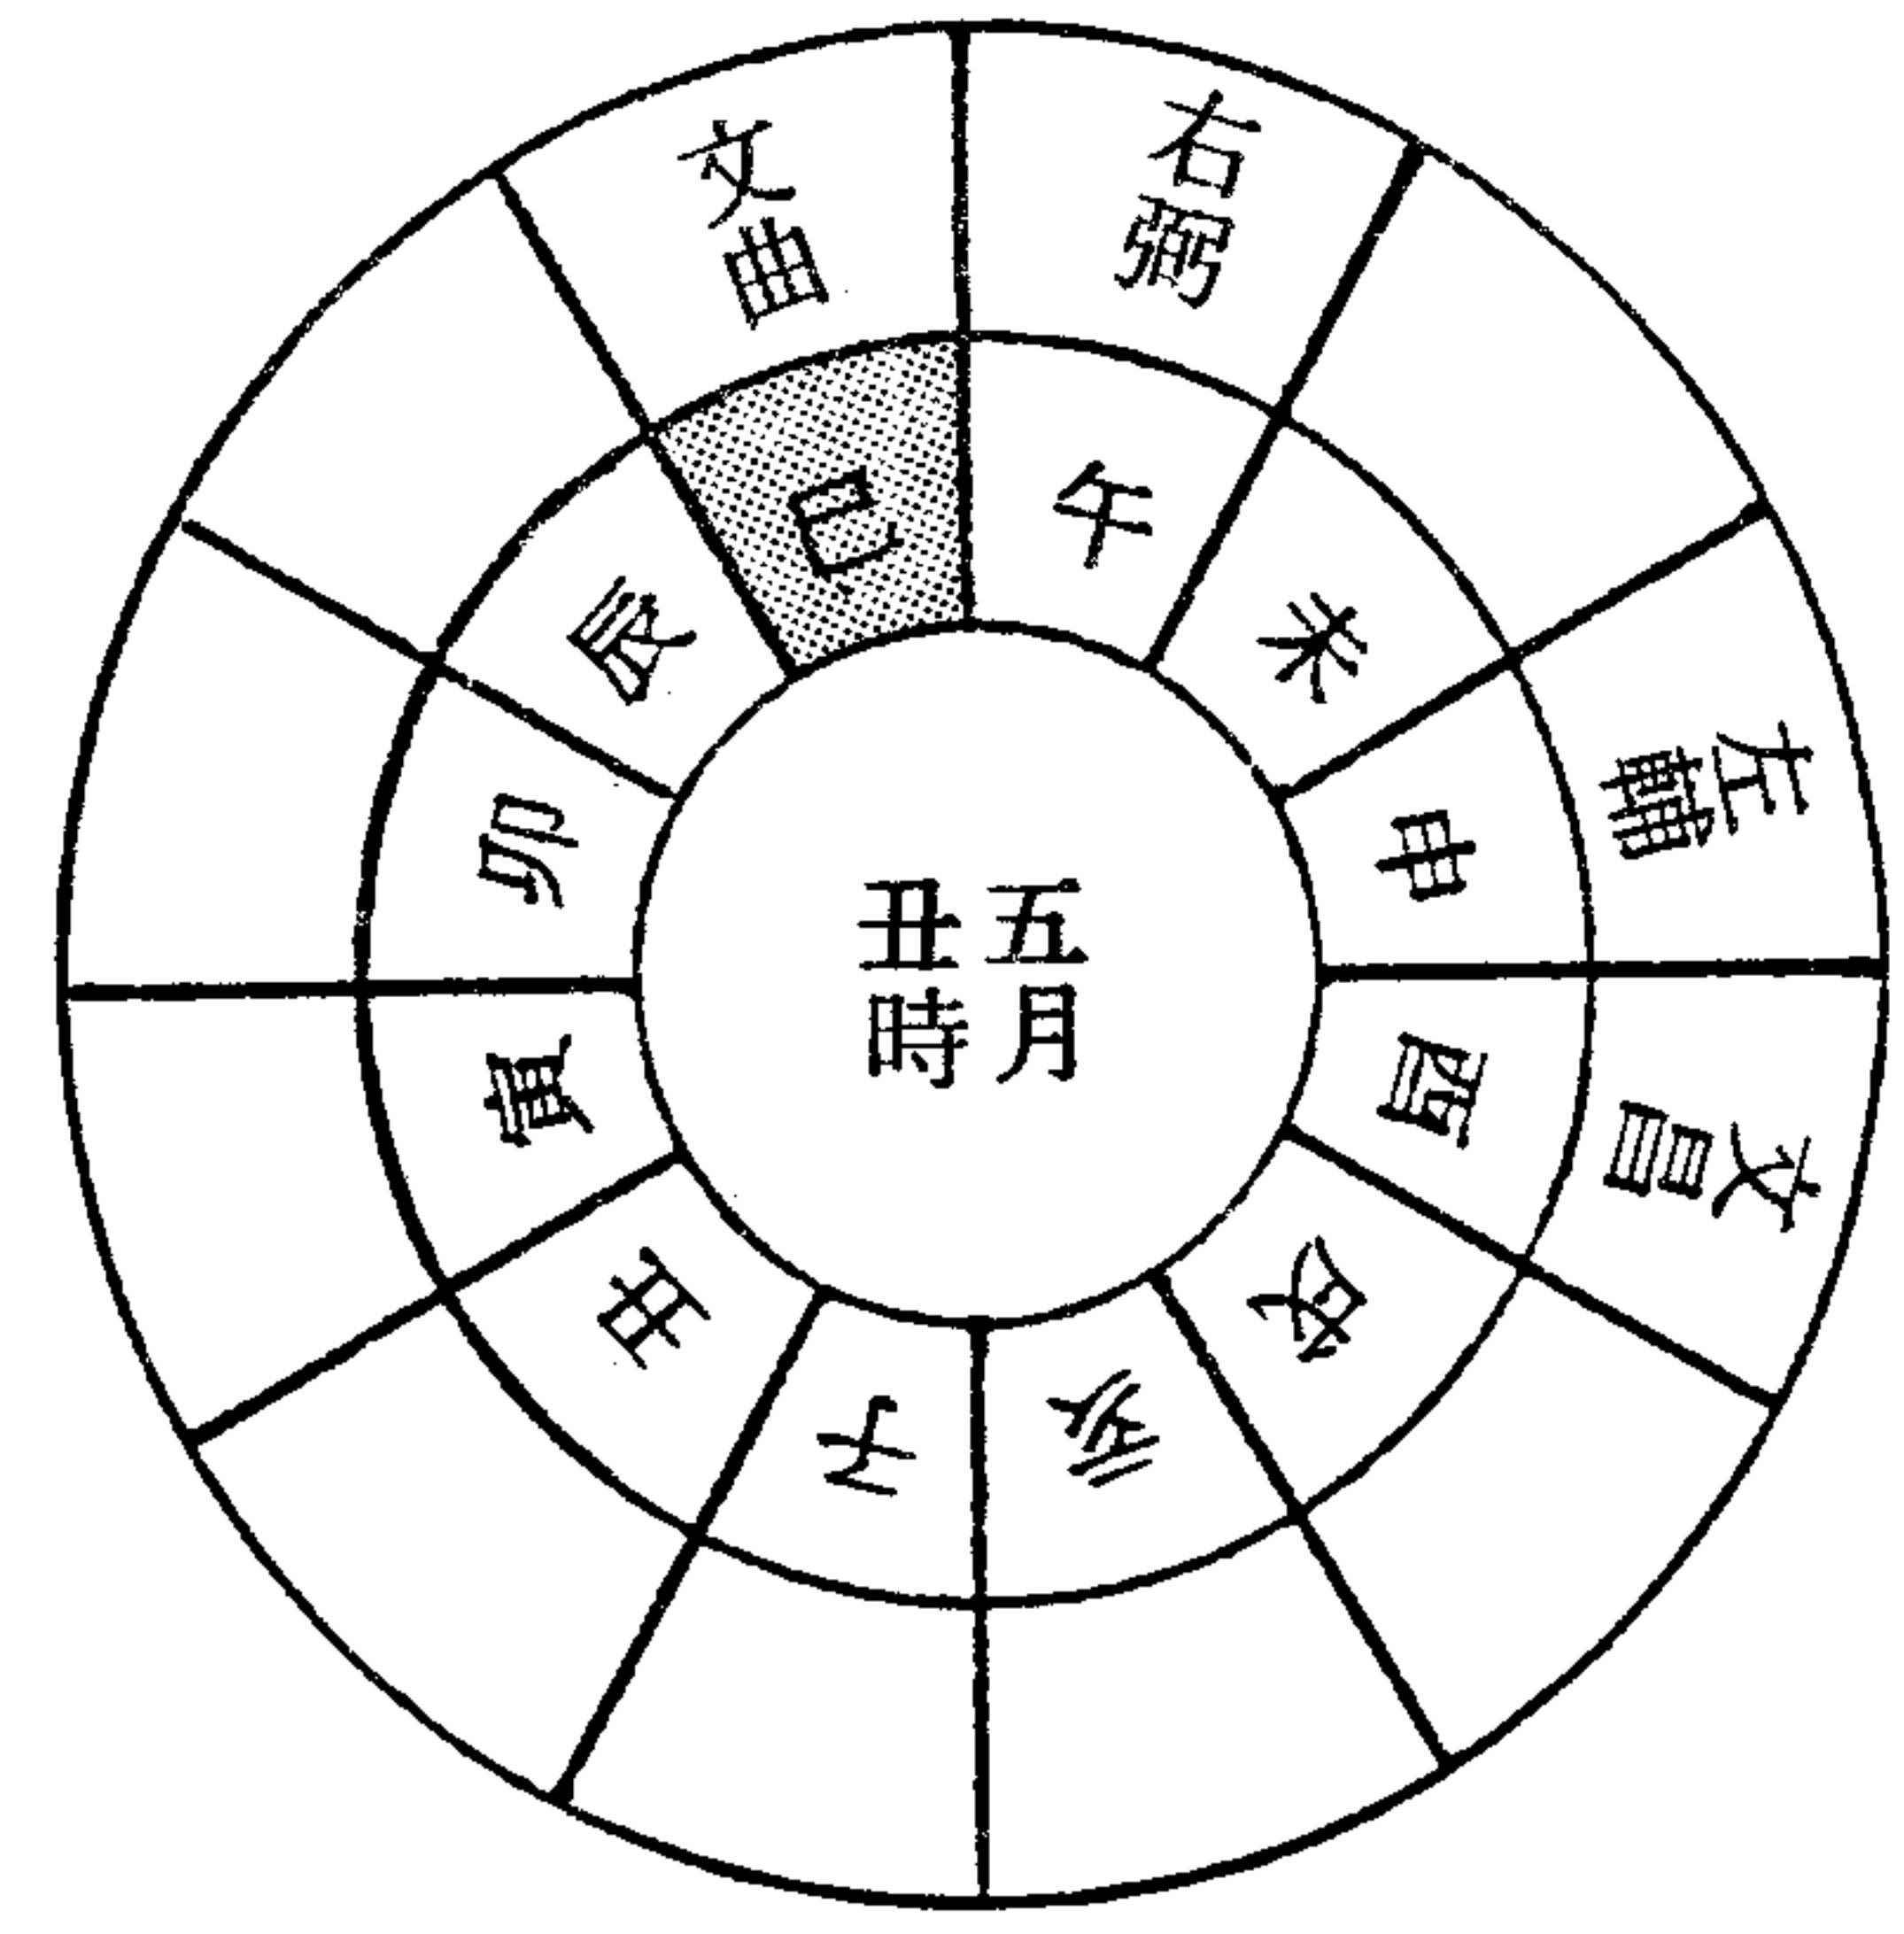 文曲
右弼
左輔
文昌
巳
午
未
申
酉
戌
亥
子
丑
寅
卯
辰
五月
丑時